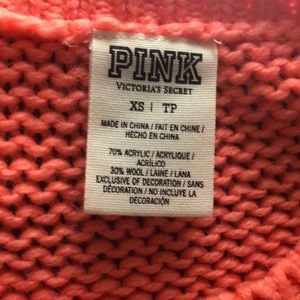 PINK
VICTORIA'S SECRET
XS | TP
MADE IN CHINA / FAIT EN CHINE /
HECHO EN CHINA
70% ACRYLIC / ACRYLIQUE /
ACRÍLICO
30% WOOL / LAINE / LANA
EXCLUSIVE OF DECORATION / SANS
DÉCORATION / NO INCLUYE LA
DECORACIÓN